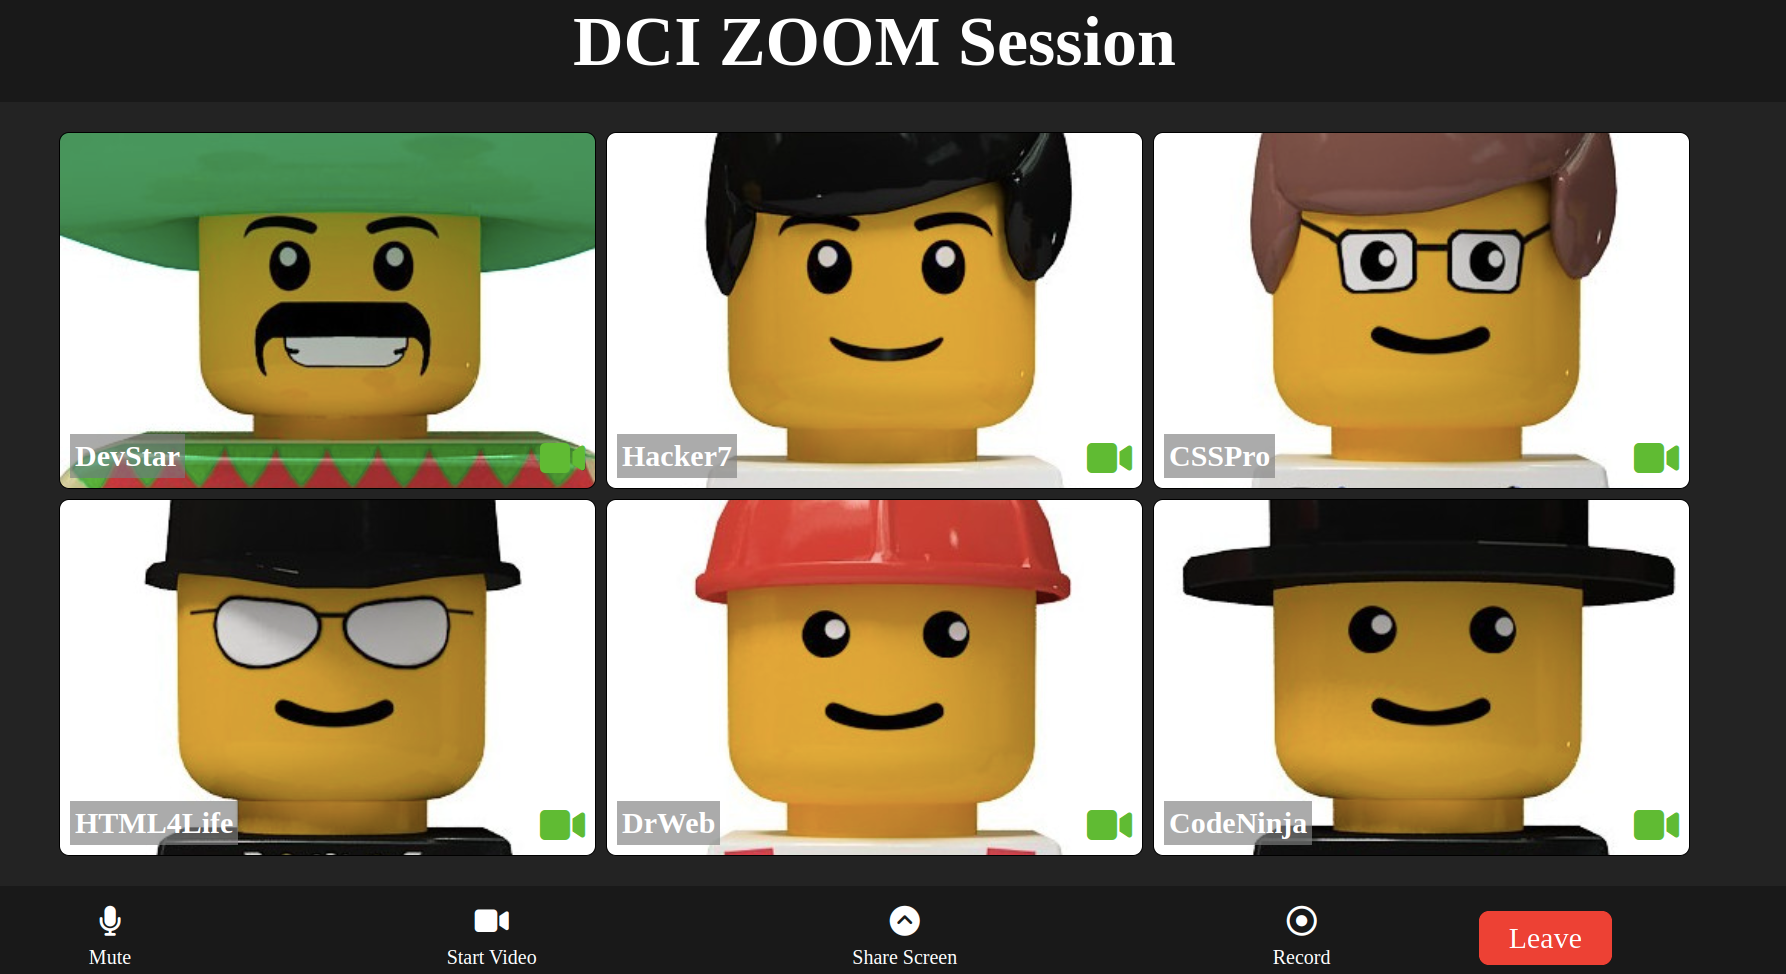 DCI ZOOM Session
DevStar
Hacker7
CSSPro
HTML4Life
DrWeb
CodeNinja
Mute
Start Video
Share Screen
Record
Leave